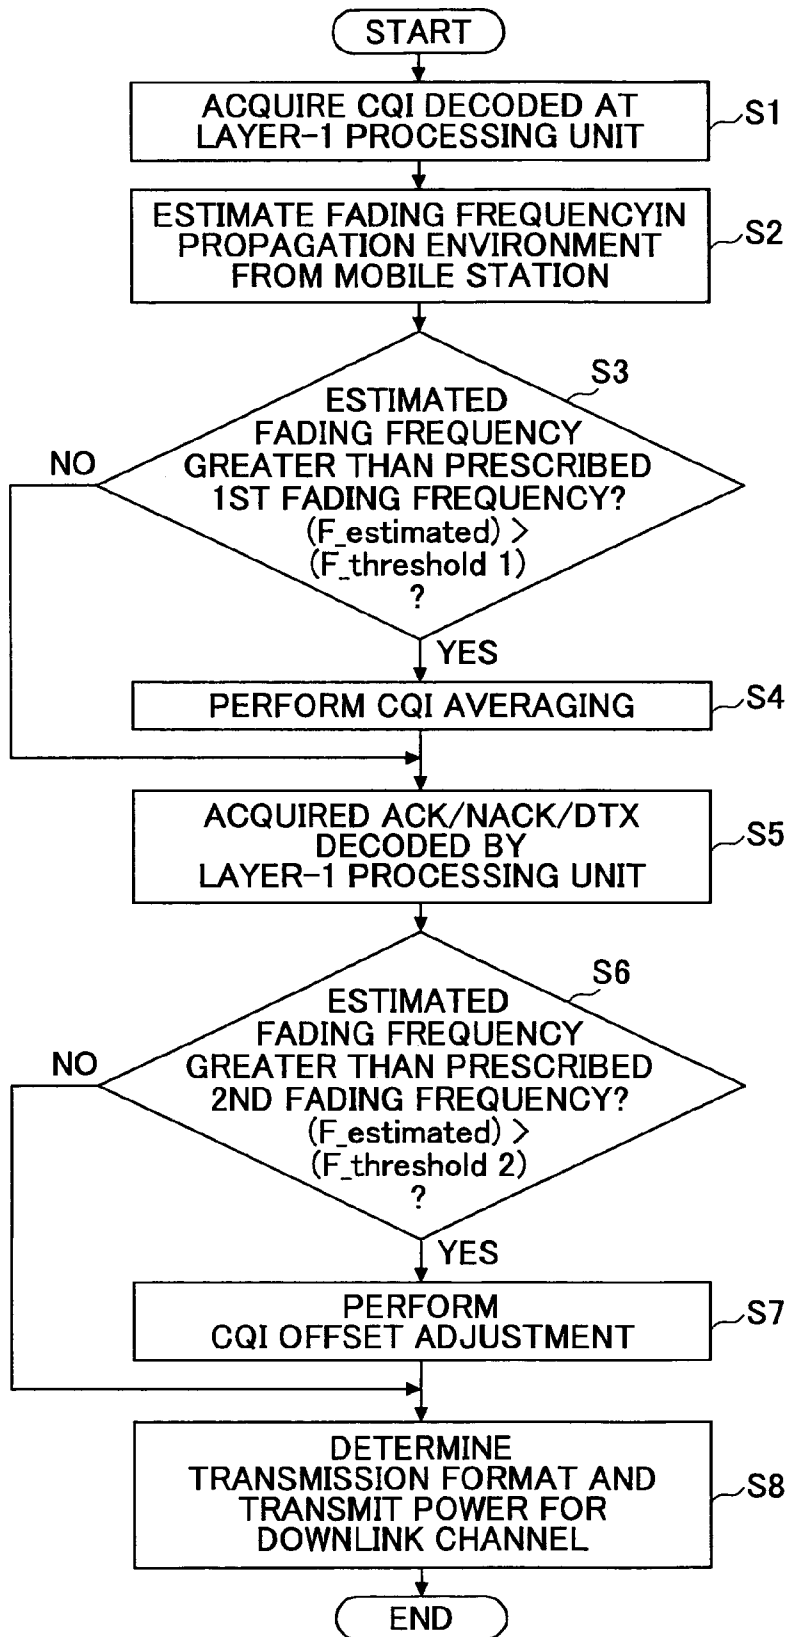 START
ACQUIRE CQI DECODED AT
LAYER-1 PROCESSING UNIT
S1
ESTIMATE FADING FREQUENCYIN
PROPAGATION ENVIRONMENT
FROM MOBILE STATION
S2
S3
ESTIMATED
FADING FREQUENCY
GREATER THAN PRESCRIBED
1ST FADING FREQUENCY?
(F_estimated) >
(F_threshold 1)
?
NO
YES
PERFORM CQI AVERAGING
S4
ACQUIRED ACK/NACK/DTX
DECODED BY
LAYER-1 PROCESSING UNIT
S5
S6
ESTIMATED
FADING FREQUENCY
GREATER THAN PRESCRIBED
2ND FADING FREQUENCY?
(F_estimated) >
(F_threshold 2)
?
NO
YES
PERFORM
CQI OFFSET ADJUSTMENT
S7
DETERMINE
TRANSMISSION FORMAT AND
TRANSMIT POWER FOR
DOWNLINK CHANNEL
S8
END